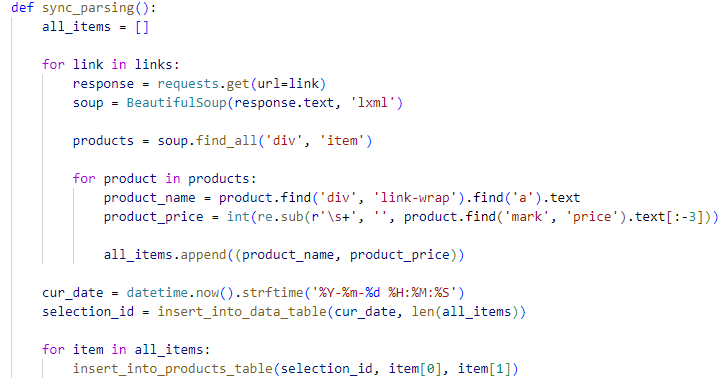 def sync_parsing():
    all_items = []

    for link in links:
        response = requests.get(url=link)
        soup = BeautifulSoup(response.text, 'lxml')

        products = soup.find_all('div', 'item')

        for product in products:
            product_name = product.find('div', 'link-wrap').find('a').text
            product_price = int(re.sub(r'\s+', '', product.find('mark', 'price').text[:-3]))

            all_items.append((product_name, product_price))

    cur_date = datetime.now().strftime('%Y-%m-%d %H:%M:%S')
    selection_id = insert_into_data_table(cur_date, len(all_items))

    for item in all_items:
        insert_into_products_table(selection_id, item[0], item[1])